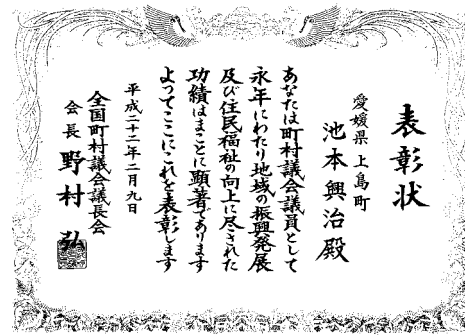 表彰状
愛媛県 上島町
池本興治殿
あなたは町村議会議員として
永年にわたり地域の振興発展
及び住民福祉の向上に尽された
功績はまことに顕著であります
よってここにこれを表彰します
平成二十二年二月九日
全国町村議会議長会
会長 野村弘